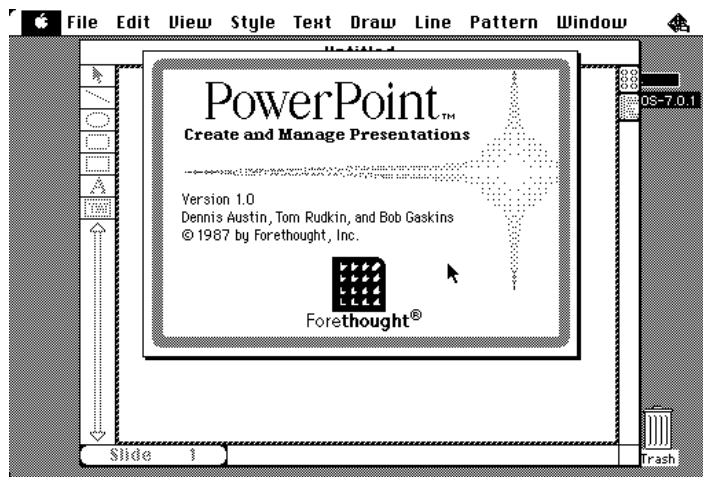 File Edit View Style Text Draw Line Pattern Window
Untitled
OS-7.0.1
PowerPoint™
Create and Manage Presentations
Version 1.0
Dennis Austin, Tom Rudkin, and Bob Gaskins
© 1987 by Forethought, Inc.
Forethought®
A
Slide 1
Trash